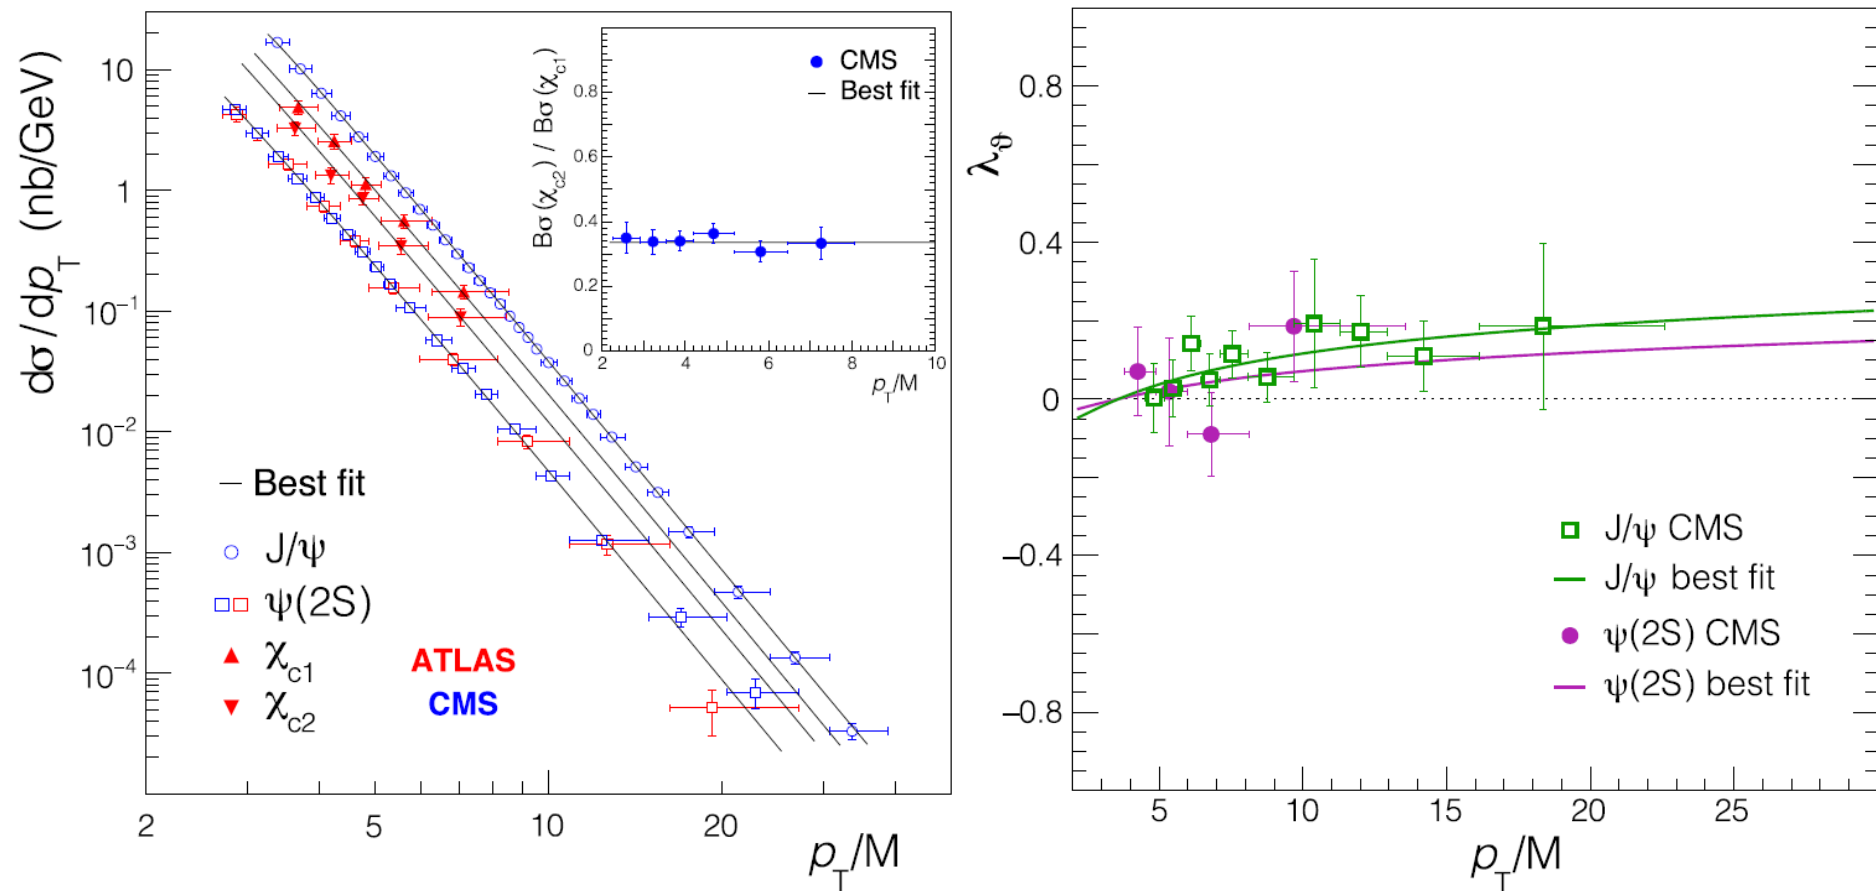 dσ/dp_T (nb/GeV)
10
1
10⁻¹
10⁻²
10⁻³
10⁻⁴
2
5
10
20
p_T/M
Best fit
J/ψ
ψ(2S)
χ_c1
χ_c2
ATLAS
CMS
Bσ(χ_c2) / Bσ(χ_c1)
0.8
0.6
0.4
0.2
0
2
4
6
8
10
p_T/M
CMS
Best fit
λ_ϑ
0.8
0.4
0
−0.4
−0.8
5
10
15
20
25
p_T/M
J/ψ CMS
J/ψ best fit
ψ(2S) CMS
ψ(2S) best fit